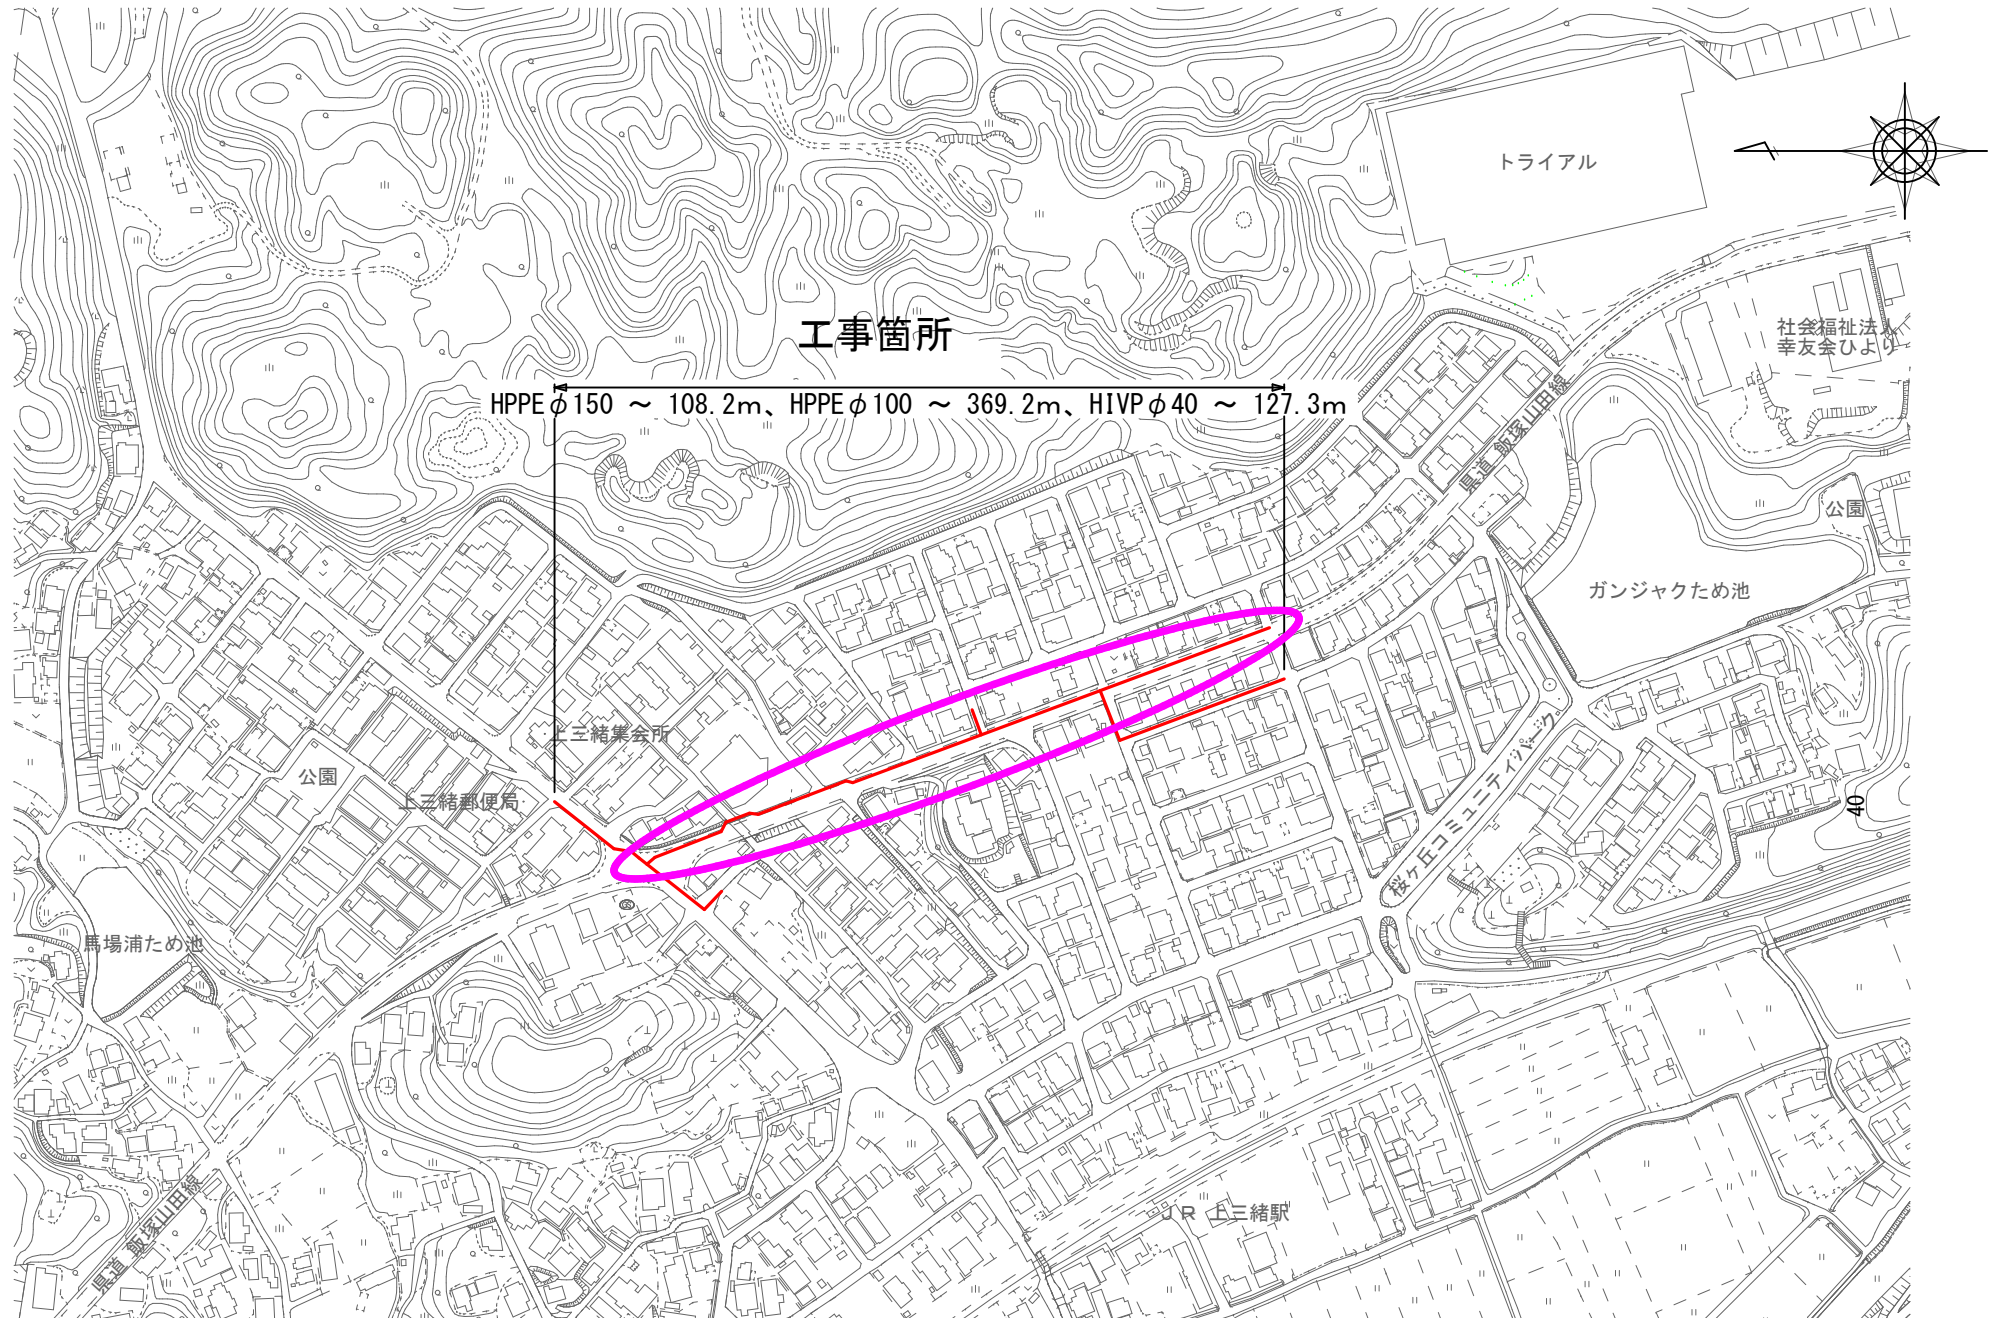 トライアル
工事箇所
社会福祉法人
幸友会ひより
HPPEφ150 ～ 108.2m、HPPEφ100 ～ 369.2m、HIVPφ40 ～ 127.3m
県道 飯塚山田線
公園
ガンジャクため池
上三緒集会所
公園
上三緒郵便局
桜ヶ丘コミュニティパーク
40
馬場浦ため池
県道 飯塚山田線
JR 上三緒駅